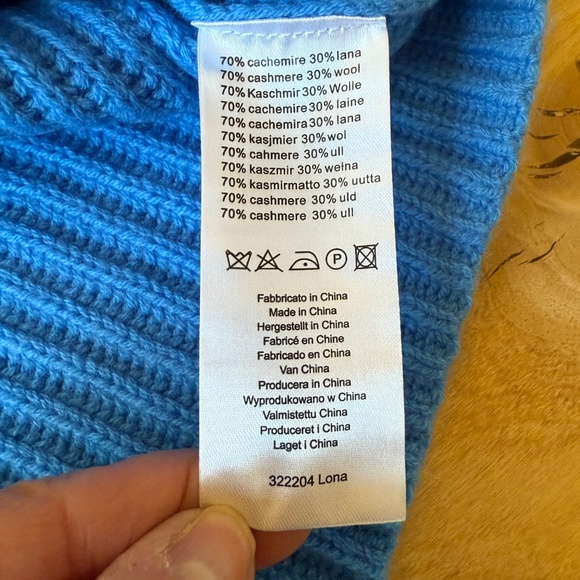 70% cachemire 30% lana
70% cashmere 30% wool
70% Kaschmir 30% Wolle
70% cachemire 30% laine
70% cachemira 30% lana
70% kasjmier 30% wol
70% cahmere 30% ull
70% kaszmir 30% wełna
70% kasmirmatto 30% uutta
70% cashmere 30% uld
70% cashmere 30% ull
P
Fabbricato in China
Made in China
Hergestellt in China
Fabricé en Chine
Fabricado en China
Van China
Producera in China
Wyprodukowano w China
Valmistettu China
Produceret i China
Laget i China
322204 Lona